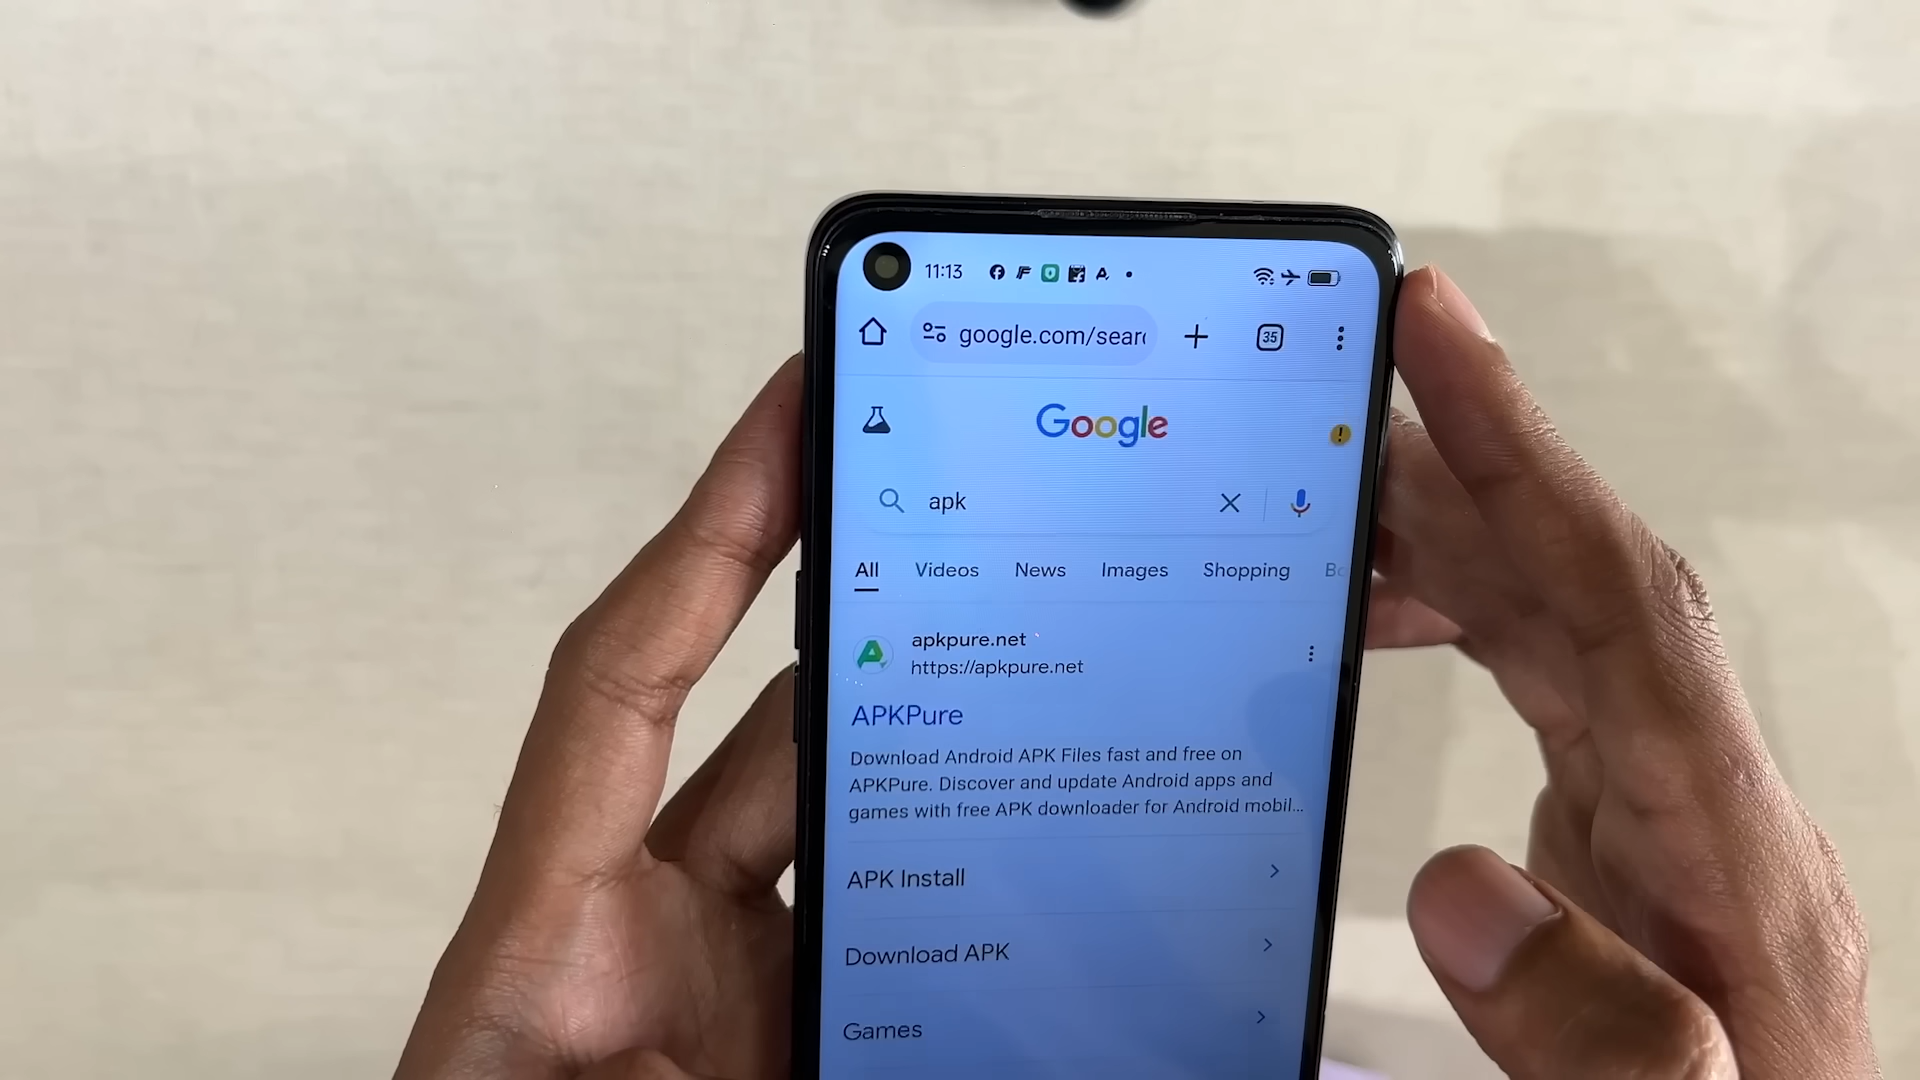 11:13
google.com/sear
35
Google
apk
All Videos News Images Shopping
apkpure.net
https://apkpure.net
APKPure
Download Android APK Files fast and free on
APKPure. Discover and update Android apps and
games with free APK downloader for Android mobil...
APK Install
Download APK
Games